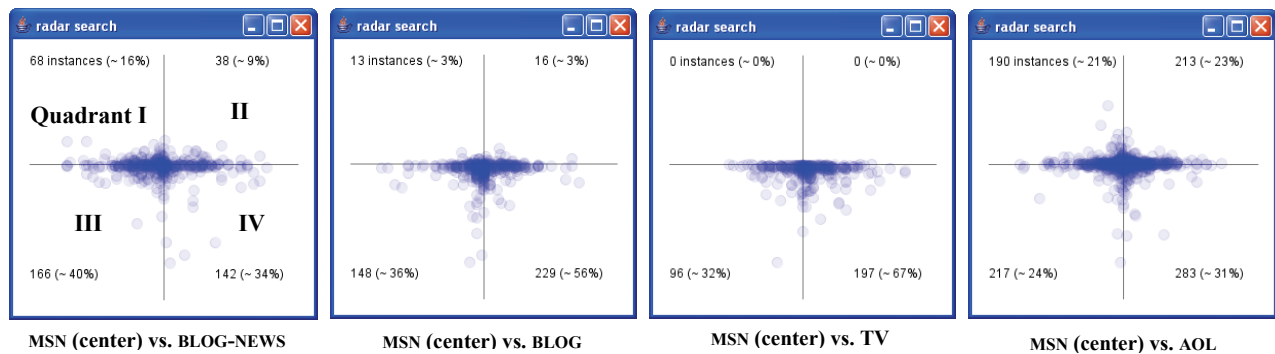 radar search
68 instances (~ 16%) 38 (~ 9%)
Quadrant I II
III IV
166 (~ 40%) 142 (~ 34%)
MSN (center) vs. BLOG-NEWS
radar search
13 instances (~ 3%) 16 (~ 3%)
148 (~ 36%) 229 (~ 56%)
MSN (center) vs. BLOG
radar search
0 instances (~ 0%) 0 (~ 0%)
96 (~ 32%) 197 (~ 67%)
MSN (center) vs. TV
radar search
190 instances (~ 21%) 213 (~ 23%)
217 (~ 24%) 283 (~ 31%)
MSN (center) vs. AOL